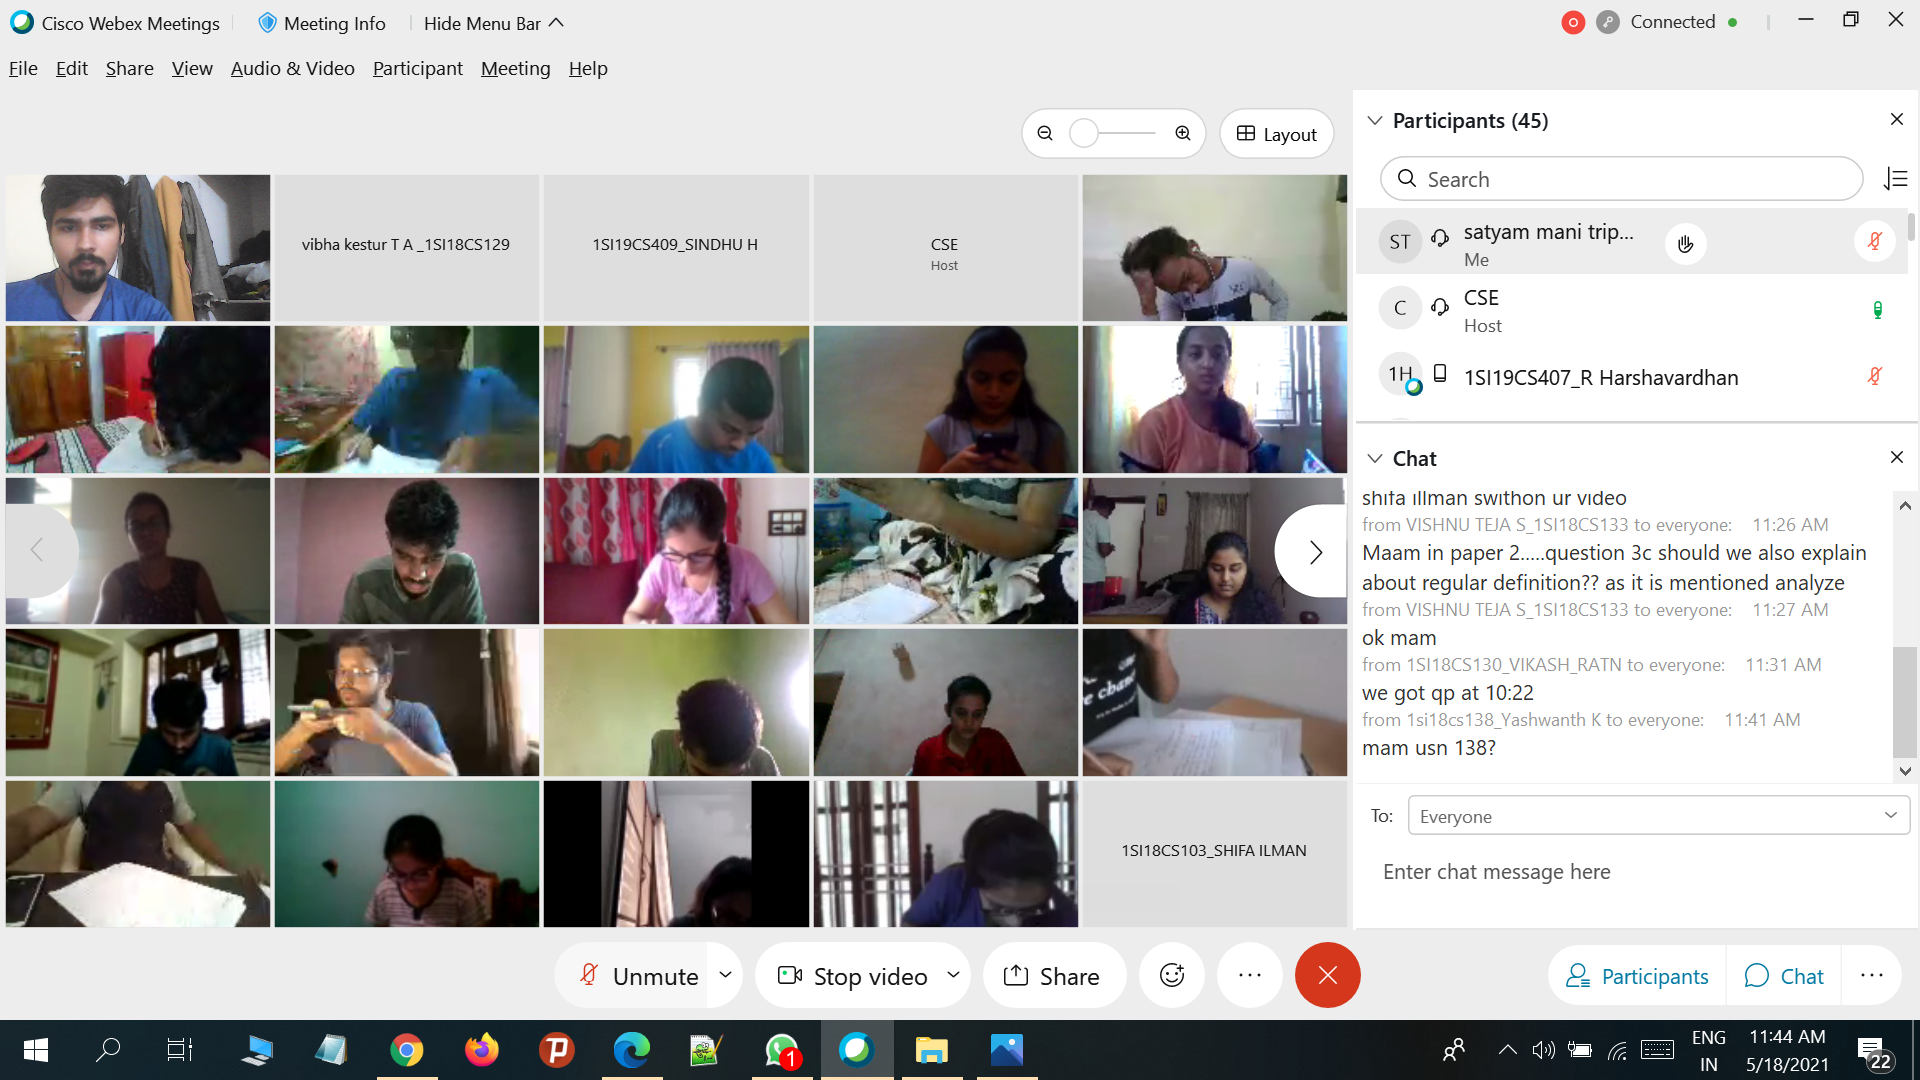 Cisco Webex Meetings
Meeting Info
Hide Menu Bar
Connected
File Edit Share View Audio & Video Participant Meeting Help
Layout
vibha kestur T A _1SI18CS129
1SI19CS409_SINDHU H
CSE
Host
1SI18CS103_SHIFA ILMAN
Participants (45)
Search
ST
satyam mani trip...
Me
C
CSE
Host
1H
1SI19CS407_R Harshavardhan
Chat
shifa illman swithon ur video
from VISHNU TEJA S_1SI18CS133 to everyone: 11:26 AM
Maam in paper 2.....question 3c should we also explain
about regular definition?? as it is mentioned analyze
from VISHNU TEJA S_1SI18CS133 to everyone: 11:27 AM
ok mam
from 1SI18CS130_VIKASH_RATN to everyone: 11:31 AM
we got qp at 10:22
from 1si18cs138_Yashwanth K to everyone: 11:41 AM
mam usn 138?
To: Everyone
Enter chat message here
Unmute
Stop video
Share
Participants
Chat
1
ENG
IN
11:44 AM
5/18/2021
22